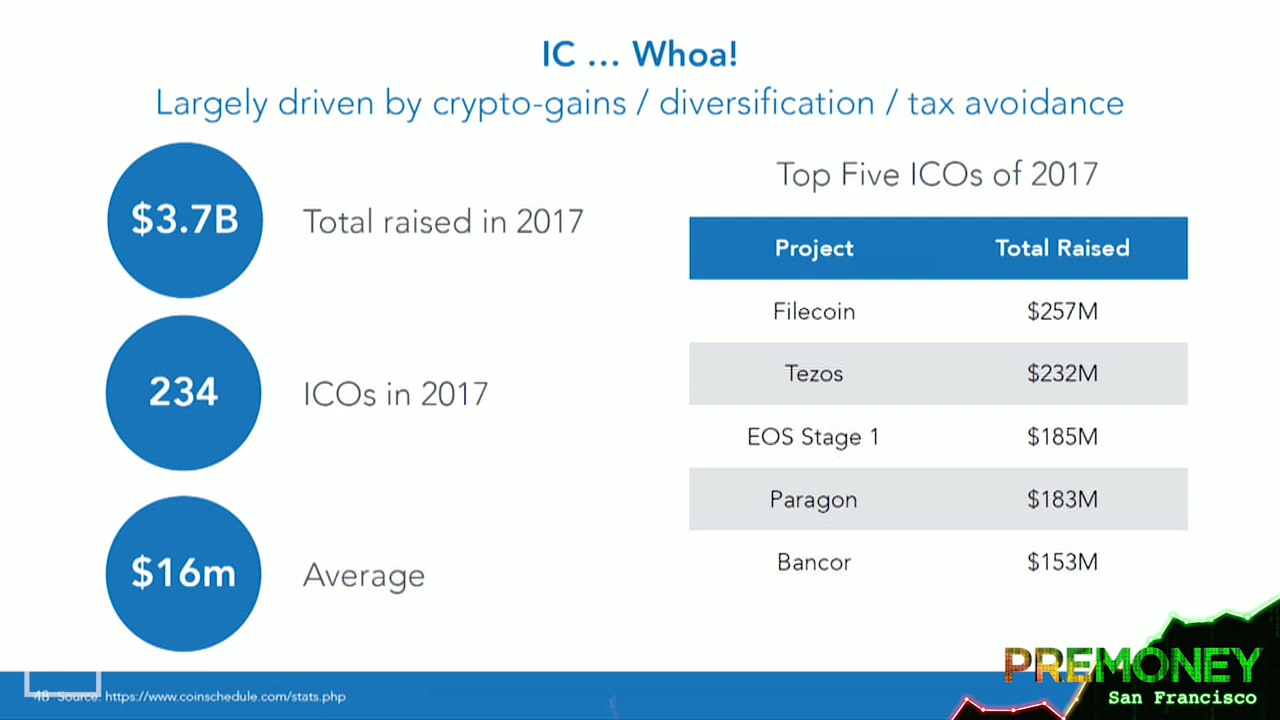 IC ... Whoa!
Largely driven by crypto-gains / diversification / tax avoidance
$3.7B
Total raised in 2017
234
ICOs in 2017
$16m
Average
Top Five ICOs of 2017
Project Total Raised
Filecoin $257M
Tezos $232M
EOS Stage 1 $185M
Paragon $183M
Bancor $153M
48 Source: https://www.coinschedule.com/stats.php
PREMONEY
San Francisco